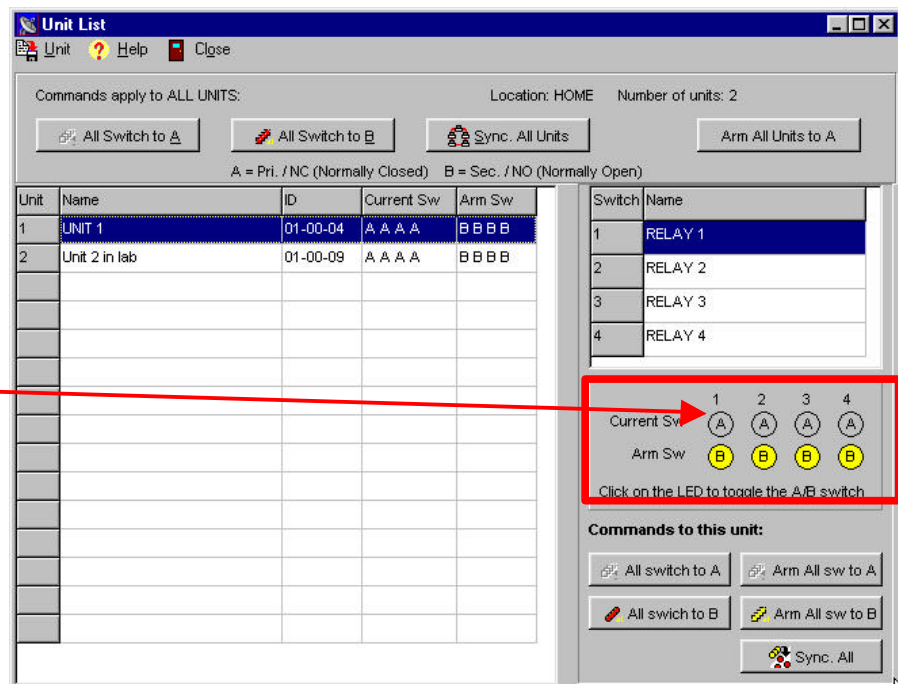 Unit List
Unit Help Close
Commands apply to ALL UNITS: Location: HOME Number of units: 2
All Switch to A All Switch to B Sync. All Units Arm All Units to A
A = Pri. / NC (Normally Closed) B = Sec. / NO (Normally Open)
Unit Name ID Current Sw Arm Sw
1 UNIT 1 01-00-04 A A A A B B B B
2 Unit 2 in lab 01-00-09 A A A A B B B B
Switch Name
1 RELAY 1
2 RELAY 2
3 RELAY 3
4 RELAY 4
1 2 3 4
Current Sw A A A A
Arm Sw B B B B
Click on the LED to toggle the A/B switch
Commands to this unit:
All switch to A Arm All sw to A
All swich to B Arm All sw to B
Sync. All